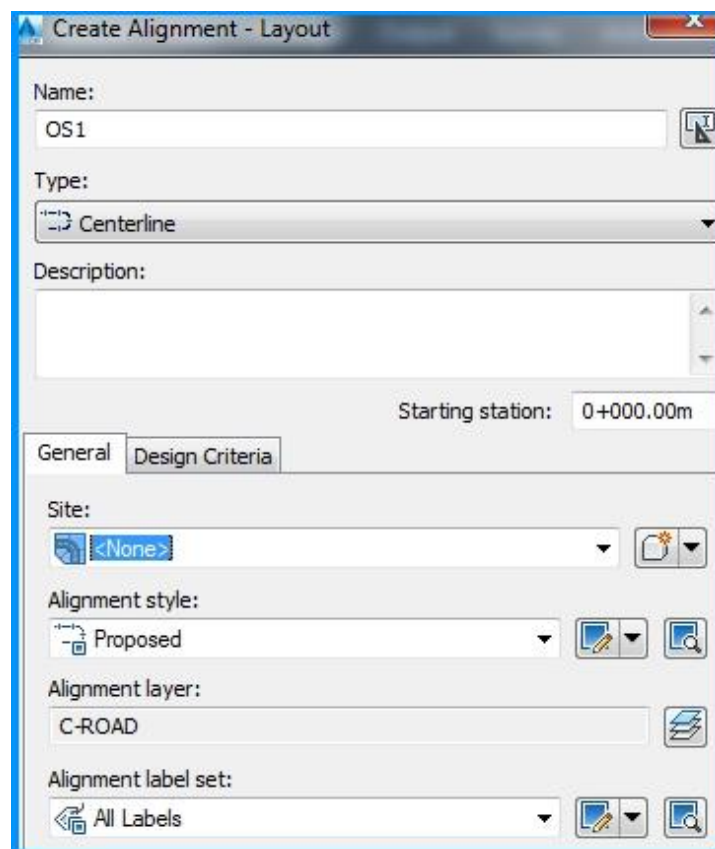 Create Alignment - Layout
Name:
OS1
Type:
Centerline
Description:
Starting station: 0+000.00m
General Design Criteria
Site:
<None>
Alignment style:
Proposed
Alignment layer:
C-ROAD
Alignment label set:
All Labels